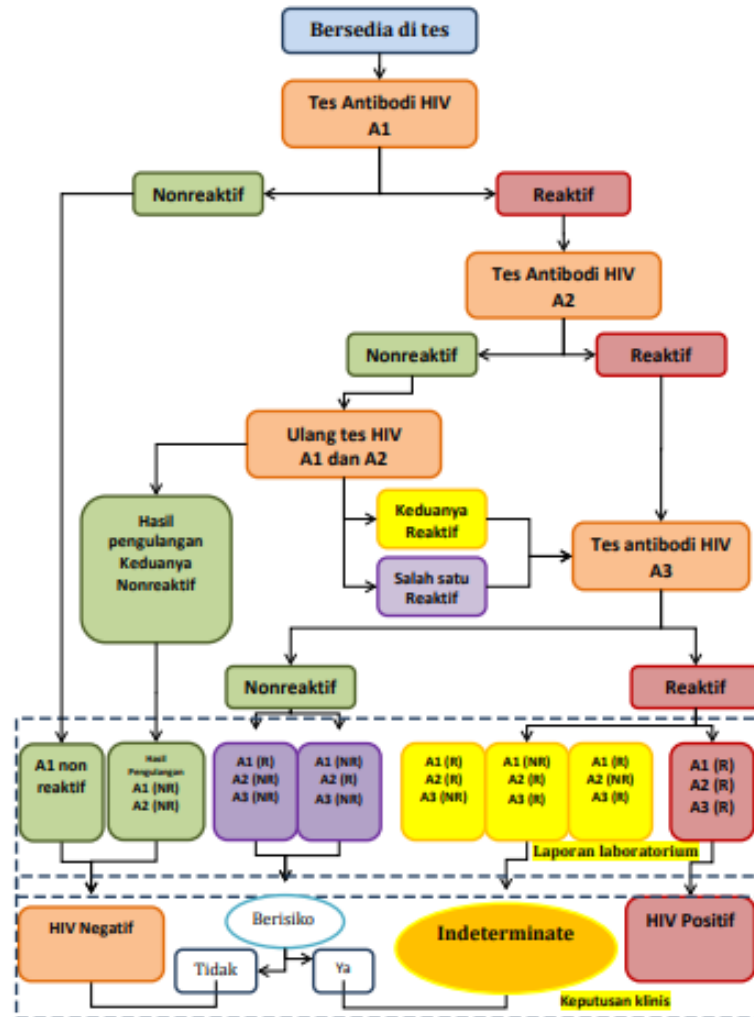 Bersedia di tes
Tes Antibodi HIV
A1
Nonreaktif
Reaktif
Tes Antibodi HIV
A2
Nonreaktif
Reaktif
Ulang tes HIV
A1 dan A2
Hasil
pengulangan
Keduanya
Nonreaktif
Keduanya
Reaktif
Salah satu
Reaktif
Tes antibodi HIV
A3
Nonreaktif
Reaktif
A1 non
reaktif
Hasil
Pengulangan
A1 (NR)
A2 (NR)
A1 (R)
A2 (NR)
A3 (NR)
A1 (NR)
A2 (R)
A3 (NR)
A1 (R)
A2 (R)
A3 (NR)
A1 (NR)
A2 (R)
A3 (R)
A1 (R)
A2 (NR)
A3 (R)
A1 (R)
A2 (R)
A3 (R)
Laporan laboratorium
HIV Negatif
Berisiko
Tidak
Ya
Indeterminate
HIV Positif
Keputusan klinis